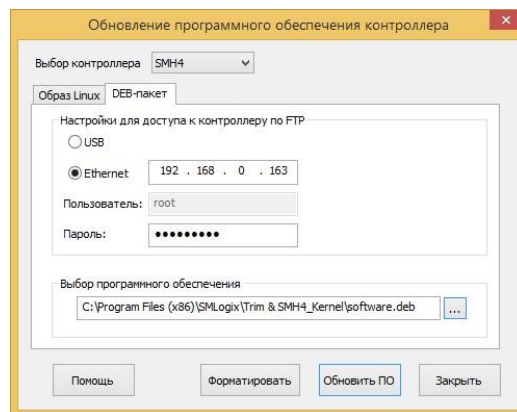 Обновление программного обеспечения контроллера
Выбор контроллера SMH4
Образ Linux DEB-пакет
Настройки для доступа к контроллеру по FTP
USB
Ethernet 192 . 168 . 0 . 163
Пользователь: root
Пароль: •••••••••
Выбор программного обеспечения
C:\Program Files (x86)\SMLogix\Trim & SMH4_Kernel\software.deb ...
Помощь Форматировать Обновить ПО Закрыть